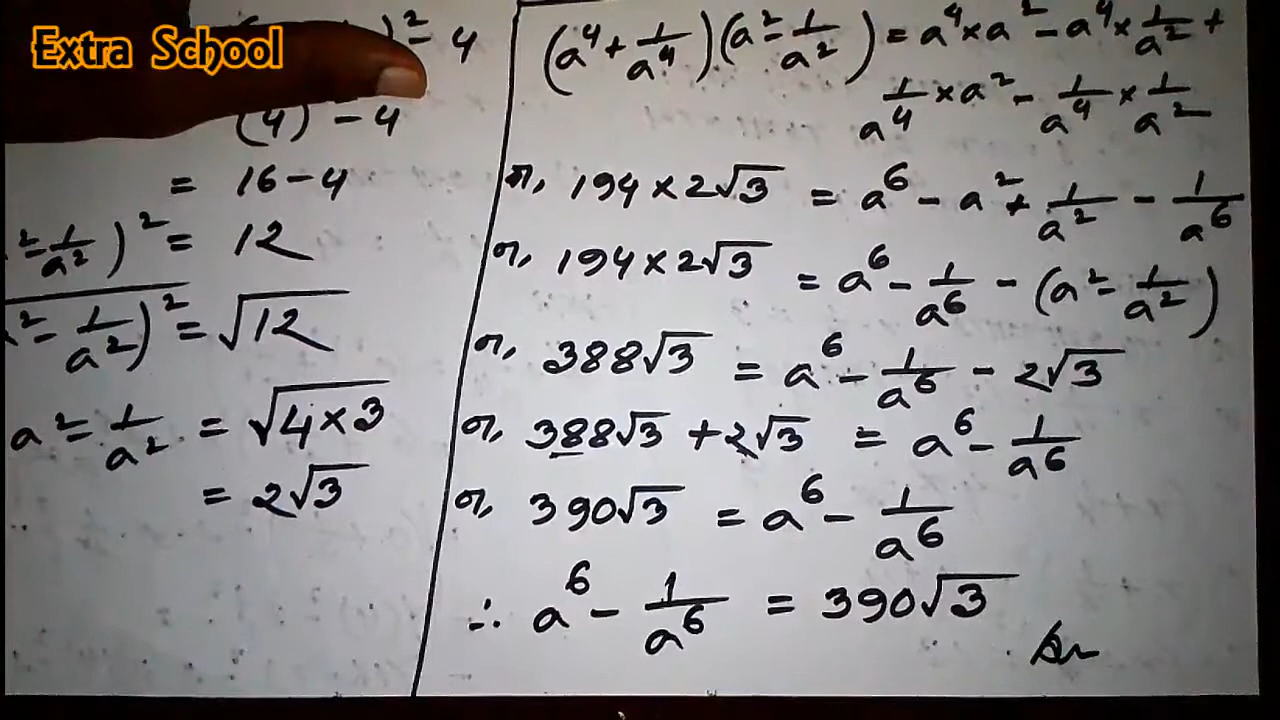 Extra School
)² - 4
(4) - 4
= 16 - 4
² - 1/a²)² = 12
² - 1/a²)² = √12
a² - 1/a² = √4×3
= 2√3
(a⁴ + 1/a⁴)(a² - 1/a²) = a⁴×a² - a⁴×1/a² +
1/a⁴ × a² - 1/a⁴ × 1/a²
বা, 194×2√3 = a⁶ - a² + 1/a² - 1/a⁶
বা, 194×2√3 = a⁶ - 1/a⁶ - (a² - 1/a²)
বা, 388√3 = a⁶ - 1/a⁶ - 2√3
বা, 388√3 + 2√3 = a⁶ - 1/a⁶
বা, 390√3 = a⁶ - 1/a⁶
∴ a⁶ - 1/a⁶ = 390√3